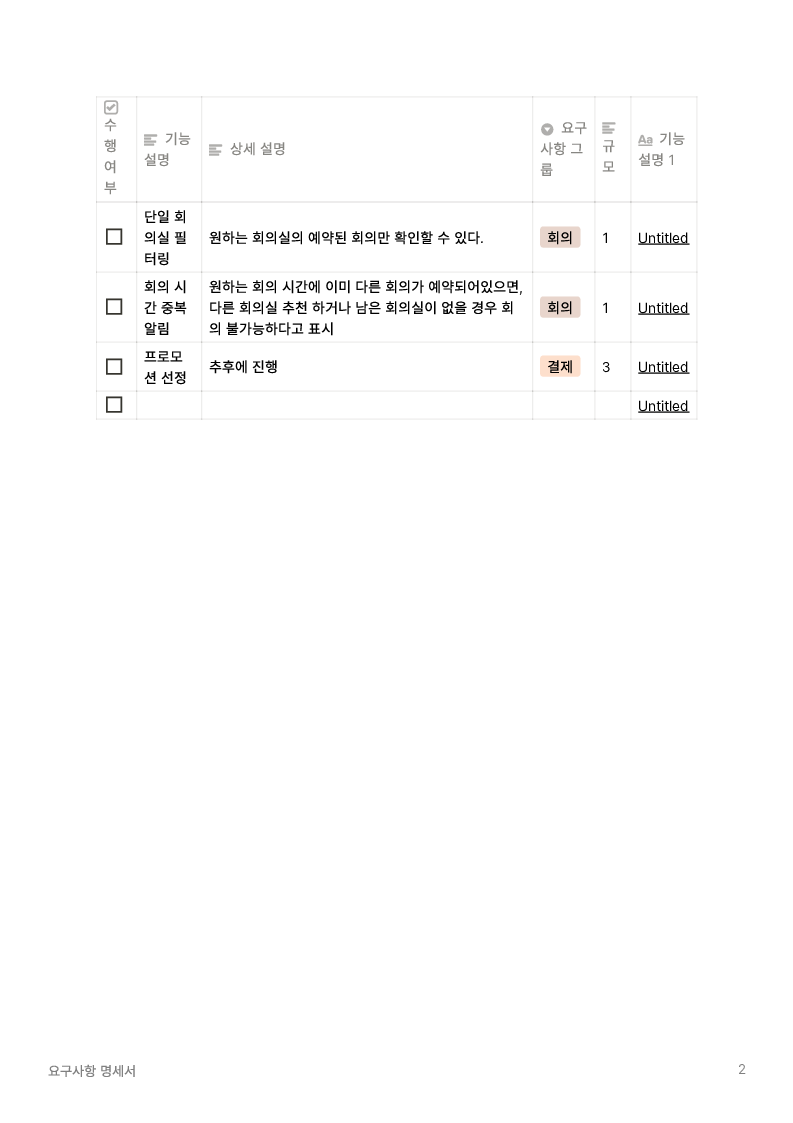 수
행
여
부
기능
설명
상세 설명
요구
사항 그
룹
규
모
Aa 기능
설명 1
단일 회
의실 필
터링
원하는 회의실의 예약된 회의만 확인할 수 있다.
회의
1
Untitled
회의 시
간 중복
알림
원하는 회의 시간에 이미 다른 회의가 예약되어있으면,
다른 회의실 추천 하거나 남은 회의실이 없을 경우 회
의 불가능하다고 표시
회의
1
Untitled
프로모
션 선정
추후에 진행
결제
3
Untitled
Untitled
요구사항 명세서
2